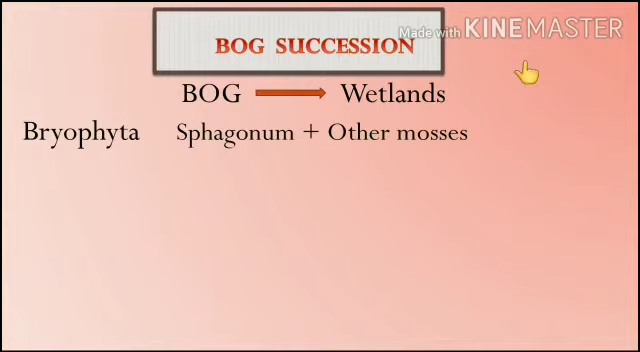 BOG SUCCESSION
Made with KINEMASTER
BOG Wetlands
Bryophyta Sphagonum + Other mosses